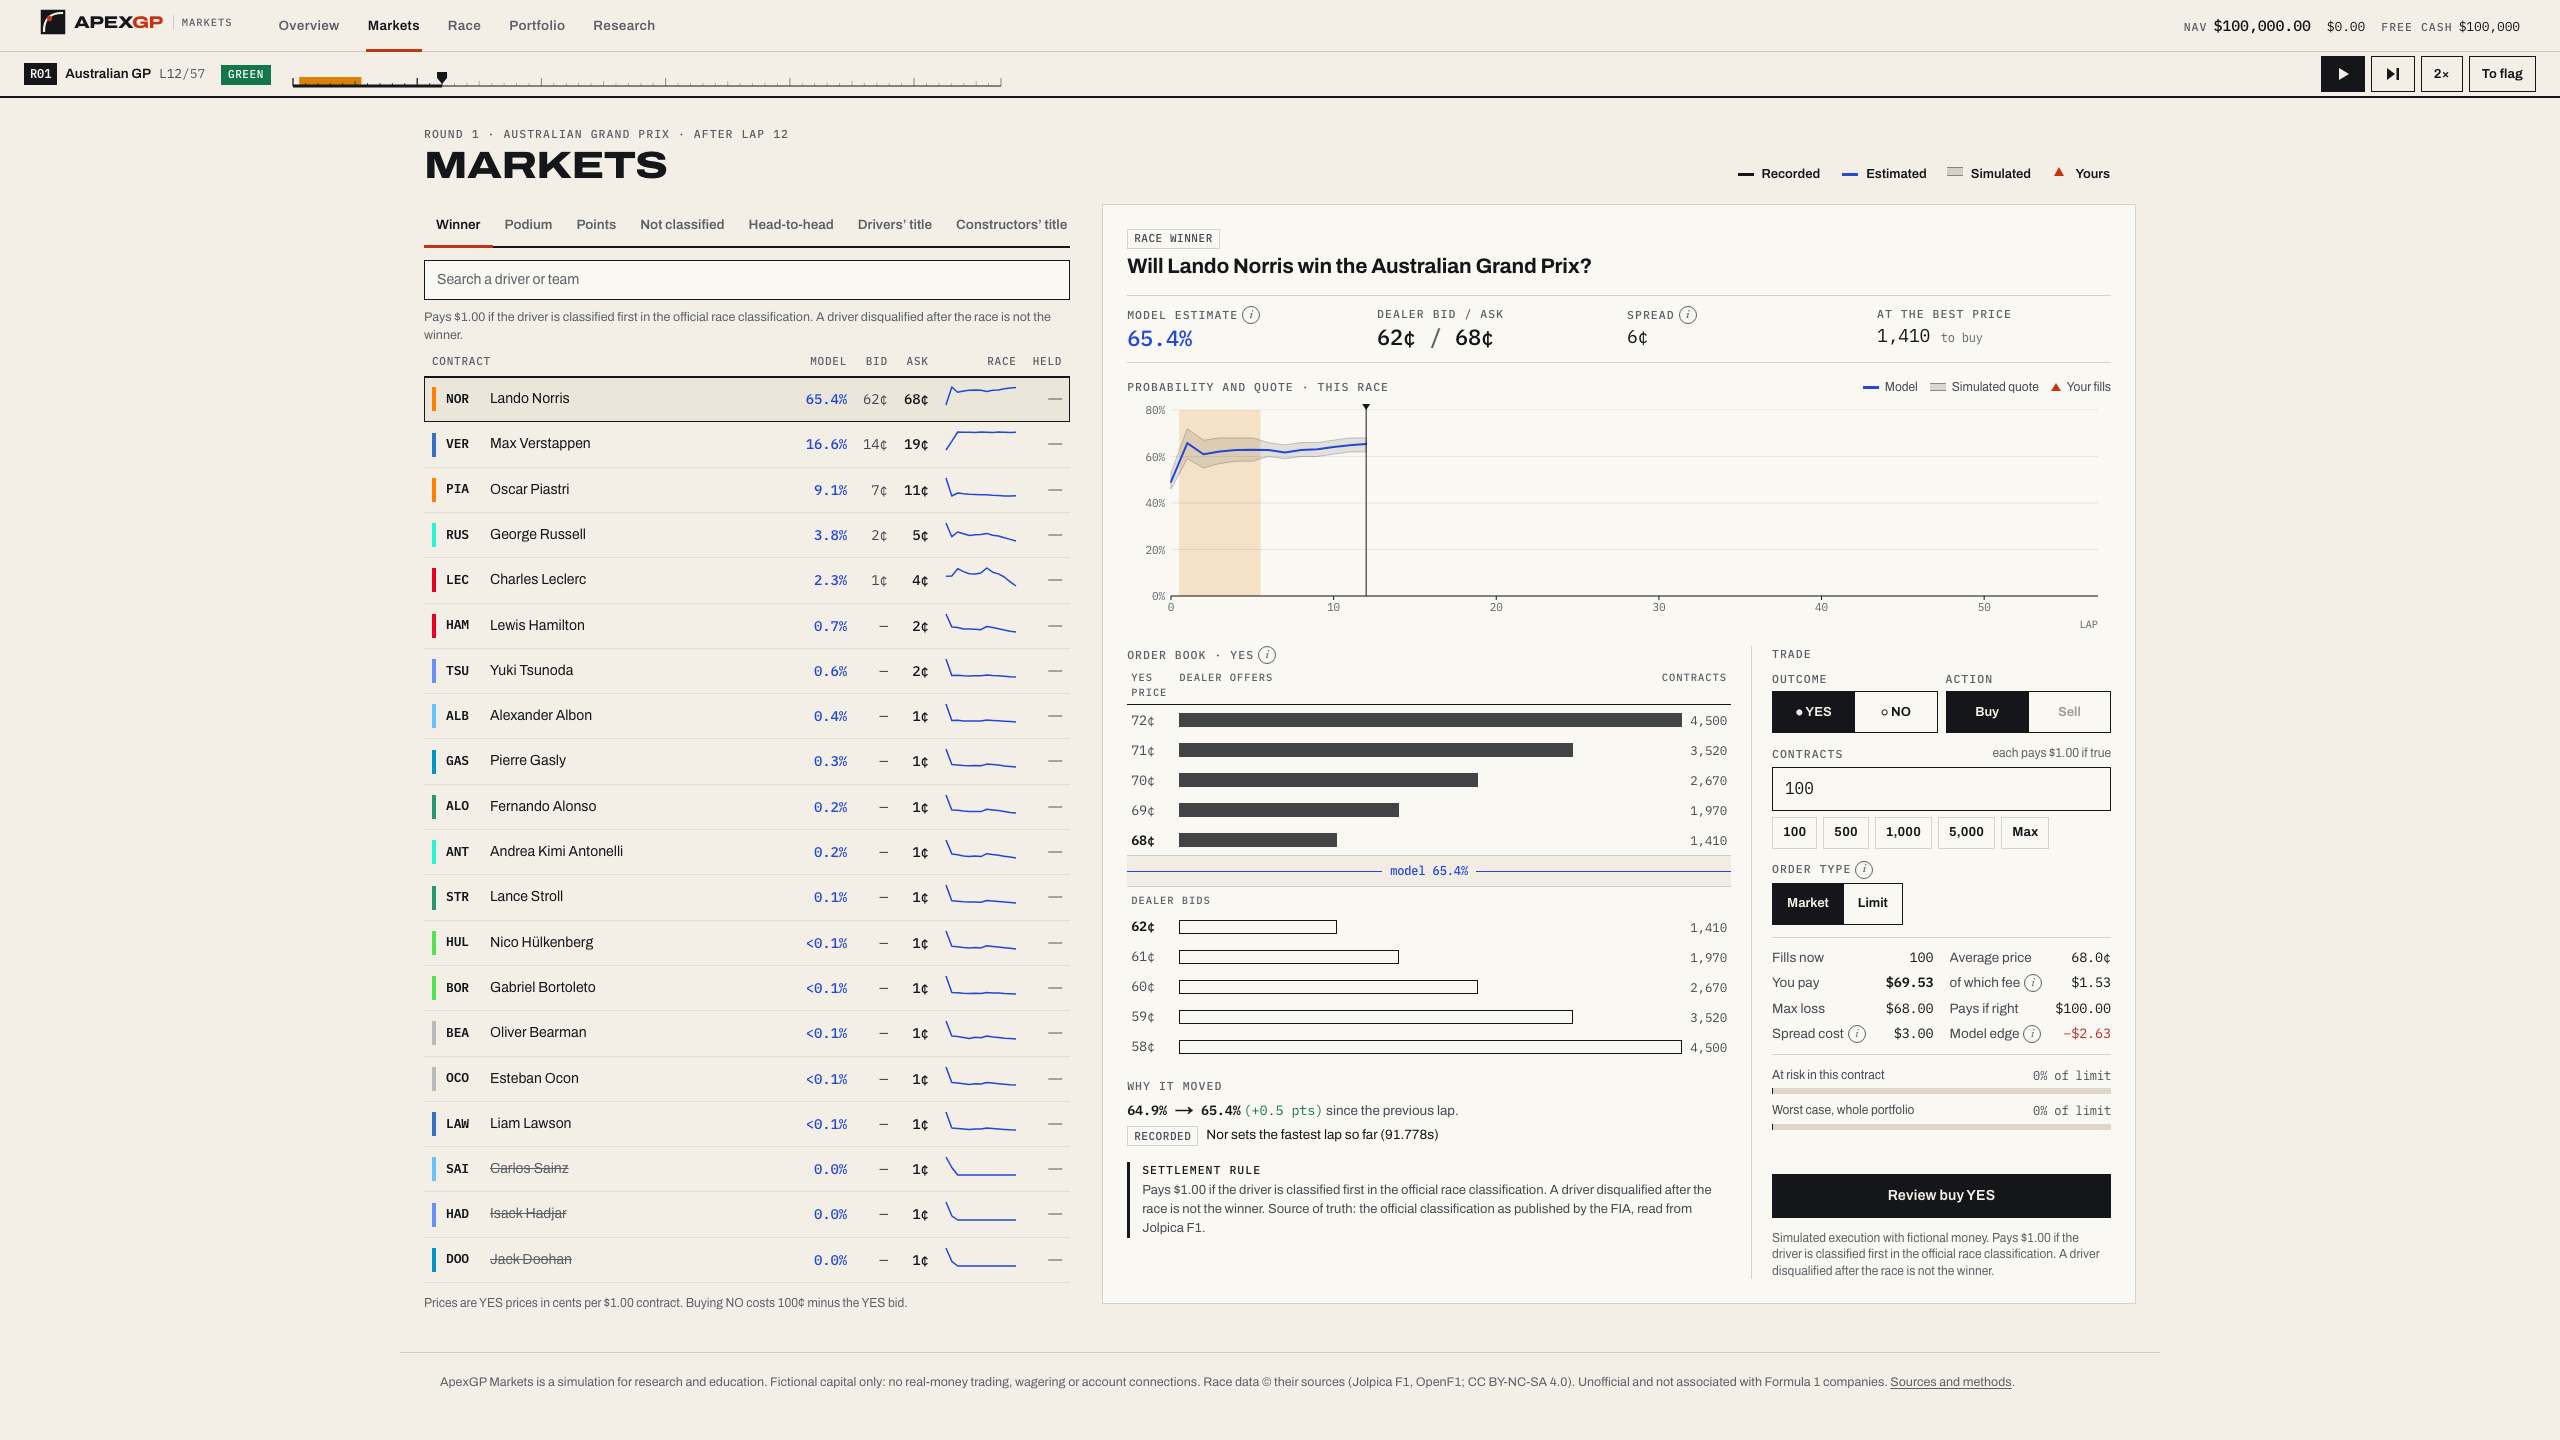 APEXGP MARKETS Overview Markets Race Portfolio Research NAV $100,000.00 $0.00 FREE CASH $100,000
R01 Australian GP L12/57 GREEN 2× To flag
ROUND 1 · AUSTRALIAN GRAND PRIX · AFTER LAP 12
MARKETS
Recorded Estimated Simulated Yours
Winner Podium Points Not classified Head-to-head Drivers’ title Constructors’ title
Search a driver or team
Pays $1.00 if the driver is classified first in the official race classification. A driver disqualified after the race is not the
winner.
CONTRACT MODEL BID ASK RACE HELD
NOR Lando Norris 65.4% 62¢ 68¢ —
VER Max Verstappen 16.6% 14¢ 19¢ —
PIA Oscar Piastri 9.1% 7¢ 11¢ —
RUS George Russell 3.8% 2¢ 5¢ —
LEC Charles Leclerc 2.3% 1¢ 4¢ —
HAM Lewis Hamilton 0.7% – 2¢ —
TSU Yuki Tsunoda 0.6% – 2¢ —
ALB Alexander Albon 0.4% – 1¢ —
GAS Pierre Gasly 0.3% – 1¢ —
ALO Fernando Alonso 0.2% – 1¢ —
ANT Andrea Kimi Antonelli 0.2% – 1¢ —
STR Lance Stroll 0.1% – 1¢ —
HUL Nico Hülkenberg <0.1% – 1¢ —
BOR Gabriel Bortoleto <0.1% – 1¢ —
BEA Oliver Bearman <0.1% – 1¢ —
OCO Esteban Ocon <0.1% – 1¢ —
LAW Liam Lawson <0.1% – 1¢ —
SAI Carlos Sainz 0.0% – 1¢ —
HAD Isack Hadjar 0.0% – 1¢ —
DOO Jack Doohan 0.0% – 1¢ —
Prices are YES prices in cents per $1.00 contract. Buying NO costs 100¢ minus the YES bid.
RACE WINNER
Will Lando Norris win the Australian Grand Prix?
MODEL ESTIMATE i DEALER BID / ASK SPREAD i AT THE BEST PRICE
65.4% 62¢ / 68¢ 6¢ 1,410 to buy
PROBABILITY AND QUOTE · THIS RACE Model Simulated quote Your fills
80%
60%
40%
20%
0%
0 10 20 30 40 50
LAP
ORDER BOOK · YES i
YES PRICE DEALER OFFERS CONTRACTS
72¢ 4,500
71¢ 3,520
70¢ 2,670
69¢ 1,970
68¢ 1,410
model 65.4%
DEALER BIDS
62¢ 1,410
61¢ 1,970
60¢ 2,670
59¢ 3,520
58¢ 4,500
WHY IT MOVED
64.9% → 65.4% (+0.5 pts) since the previous lap.
RECORDED Nor sets the fastest lap so far (91.778s)
SETTLEMENT RULE
Pays $1.00 if the driver is classified first in the official race classification. A driver disqualified after the
race is not the winner. Source of truth: the official classification as published by the FIA, read from
Jolpica F1.
TRADE
OUTCOME ACTION
YES NO Buy Sell
CONTRACTS each pays $1.00 if true
100
100 500 1,000 5,000 Max
ORDER TYPE i
Market Limit
Fills now 100 Average price 68.0¢
You pay $69.53 of which fee i $1.53
Max loss $68.00 Pays if right $100.00
Spread cost i $3.00 Model edge i −$2.63
At risk in this contract 0% of limit
Worst case, whole portfolio 0% of limit
Review buy YES
Simulated execution with fictional money. Pays $1.00 if the
driver is classified first in the official race classification. A driver
disqualified after the race is not the winner.
ApexGP Markets is a simulation for research and education. Fictional capital only: no real-money trading, wagering or account connections. Race data © their sources (Jolpica F1, OpenF1; CC BY-NC-SA 4.0). Unofficial and not associated with Formula 1 companies. Sources and methods.